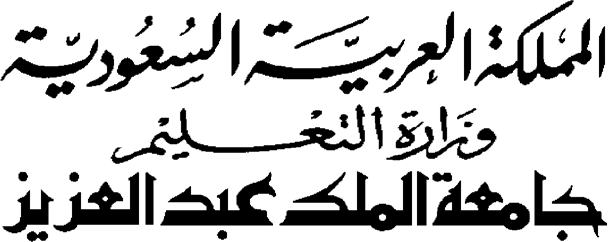 المملكة العربية السعودية
وزارة التعليم
جامعة الملك عبد العزيز